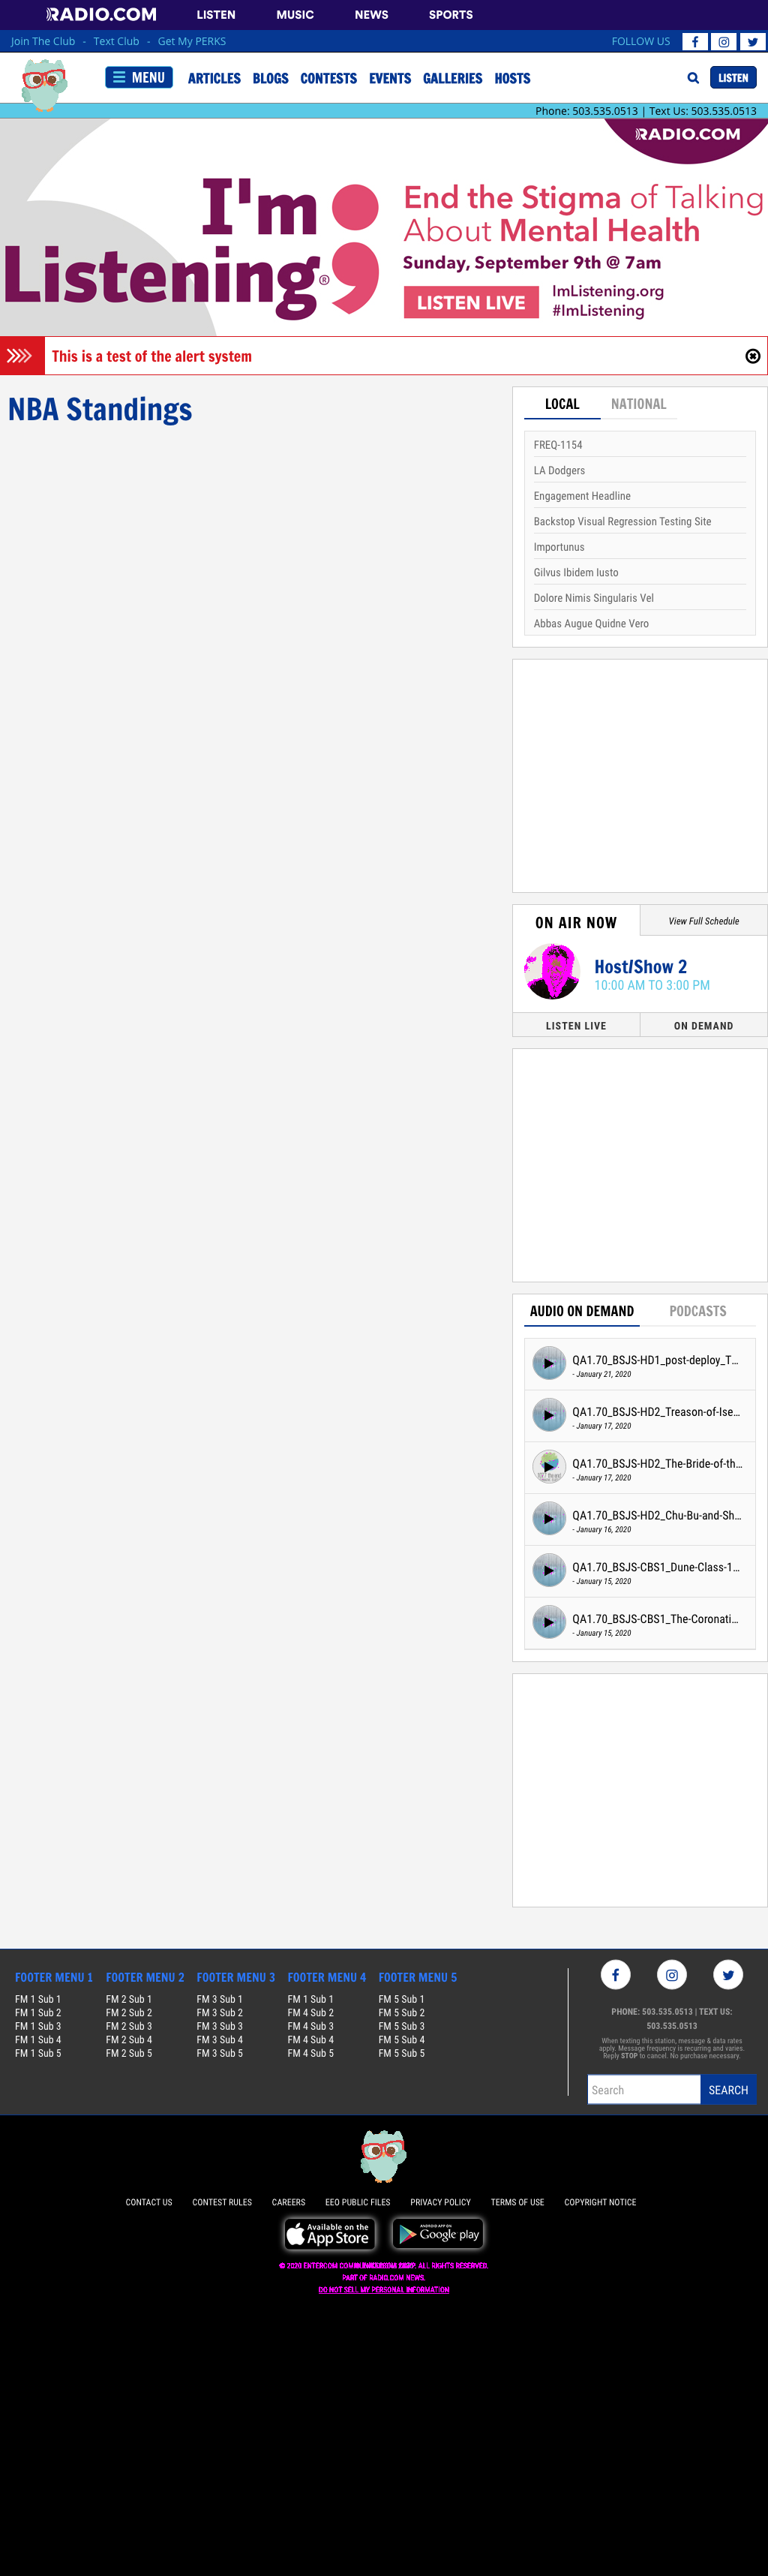 RADIO.COM LISTEN MUSIC NEWS SPORTS
Join The Club - Text Club - Get My PERKS FOLLOW US
MENU ARTICLES BLOGS CONTESTS EVENTS GALLERIES HOSTS LISTEN
Phone: 503.535.0513 | Text Us: 503.535.0513
RADIO.COM
I'm
Listening®
End the Stigma of Talking
About Mental Health
Sunday, September 9th @ 7am
LISTEN LIVE
ImListening.org
#ImListening
This is a test of the alert system
NBA Standings
LOCAL NATIONAL
FREQ-1154
LA Dodgers
Engagement Headline
Backstop Visual Regression Testing Site
Importunus
Gilvus Ibidem Iusto
Dolore Nimis Singularis Vel
Abbas Augue Quidne Vero
ON AIR NOW View Full Schedule
Host/Show 2
10:00 AM TO 3:00 PM
LISTEN LIVE ON DEMAND
AUDIO ON DEMAND PODCASTS
QA1.70_BSJS-HD1_post-deploy_T...
- January 21, 2020
QA1.70_BSJS-HD2_Treason-of-Ise...
- January 17, 2020
QA1.70_BSJS-HD2_The-Bride-of-th...
- January 17, 2020
QA1.70_BSJS-HD2_Chu-Bu-and-Sh...
- January 16, 2020
QA1.70_BSJS-CBS1_Dune-Class-1...
- January 15, 2020
QA1.70_BSJS-CBS1_The-Coronati...
- January 15, 2020
FOOTER MENU 1 FOOTER MENU 2 FOOTER MENU 3 FOOTER MENU 4 FOOTER MENU 5
FM 1 Sub 1 FM 2 Sub 1 FM 3 Sub 1 FM 1 Sub 1 FM 5 Sub 1
FM 1 Sub 2 FM 2 Sub 2 FM 3 Sub 2 FM 4 Sub 2 FM 5 Sub 2
FM 1 Sub 3 FM 2 Sub 3 FM 3 Sub 3 FM 4 Sub 3 FM 5 Sub 3
FM 1 Sub 4 FM 2 Sub 4 FM 3 Sub 4 FM 4 Sub 4 FM 5 Sub 4
FM 1 Sub 5 FM 2 Sub 5 FM 3 Sub 5 FM 4 Sub 5 FM 5 Sub 5
PHONE: 503.535.0513 | TEXT US:
503.535.0513
When texting this station, message & data rates
apply. Message frequency is recurring and varies.
Reply STOP to cancel. No purchase necessary.
Search SEARCH
CONTACT US CONTEST RULES CAREERS EEO PUBLIC FILES PRIVACY POLICY TERMS OF USE COPYRIGHT NOTICE
Available on the
App Store
ANDROID APP ON
Google play
ALL RIGHTS RESERVED.
PART OF RADIO.COM NEWS.
DO NOT SELL MY PERSONAL INFORMATION